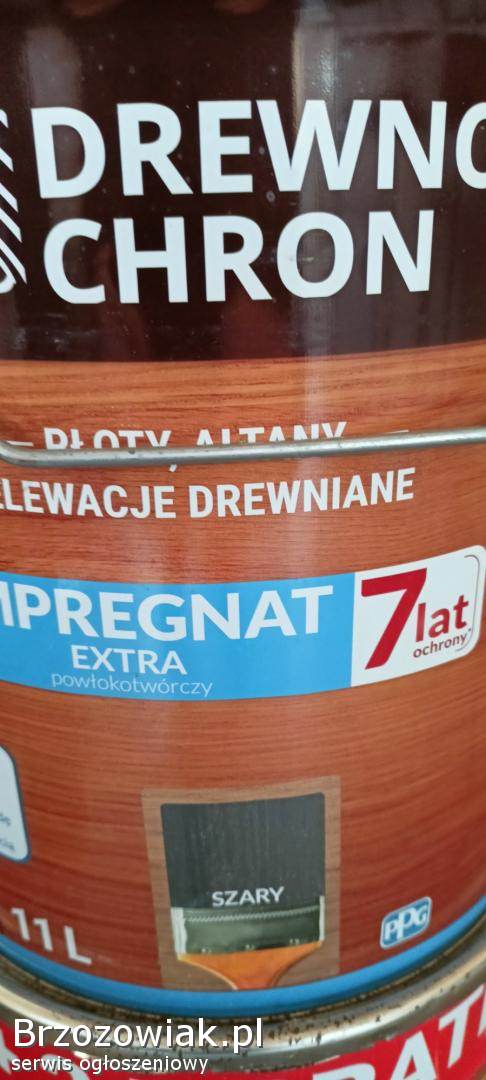 DREWNO
CHRON
PŁOTY, ALTANY
ELEWACJE DREWNIANE
IMPREGNAT
EXTRA
powłokotwórczy
7 lat
ochrony
SZARY
11 L
PPG
Brzozowiak.pl
serwis ogłoszeniowy